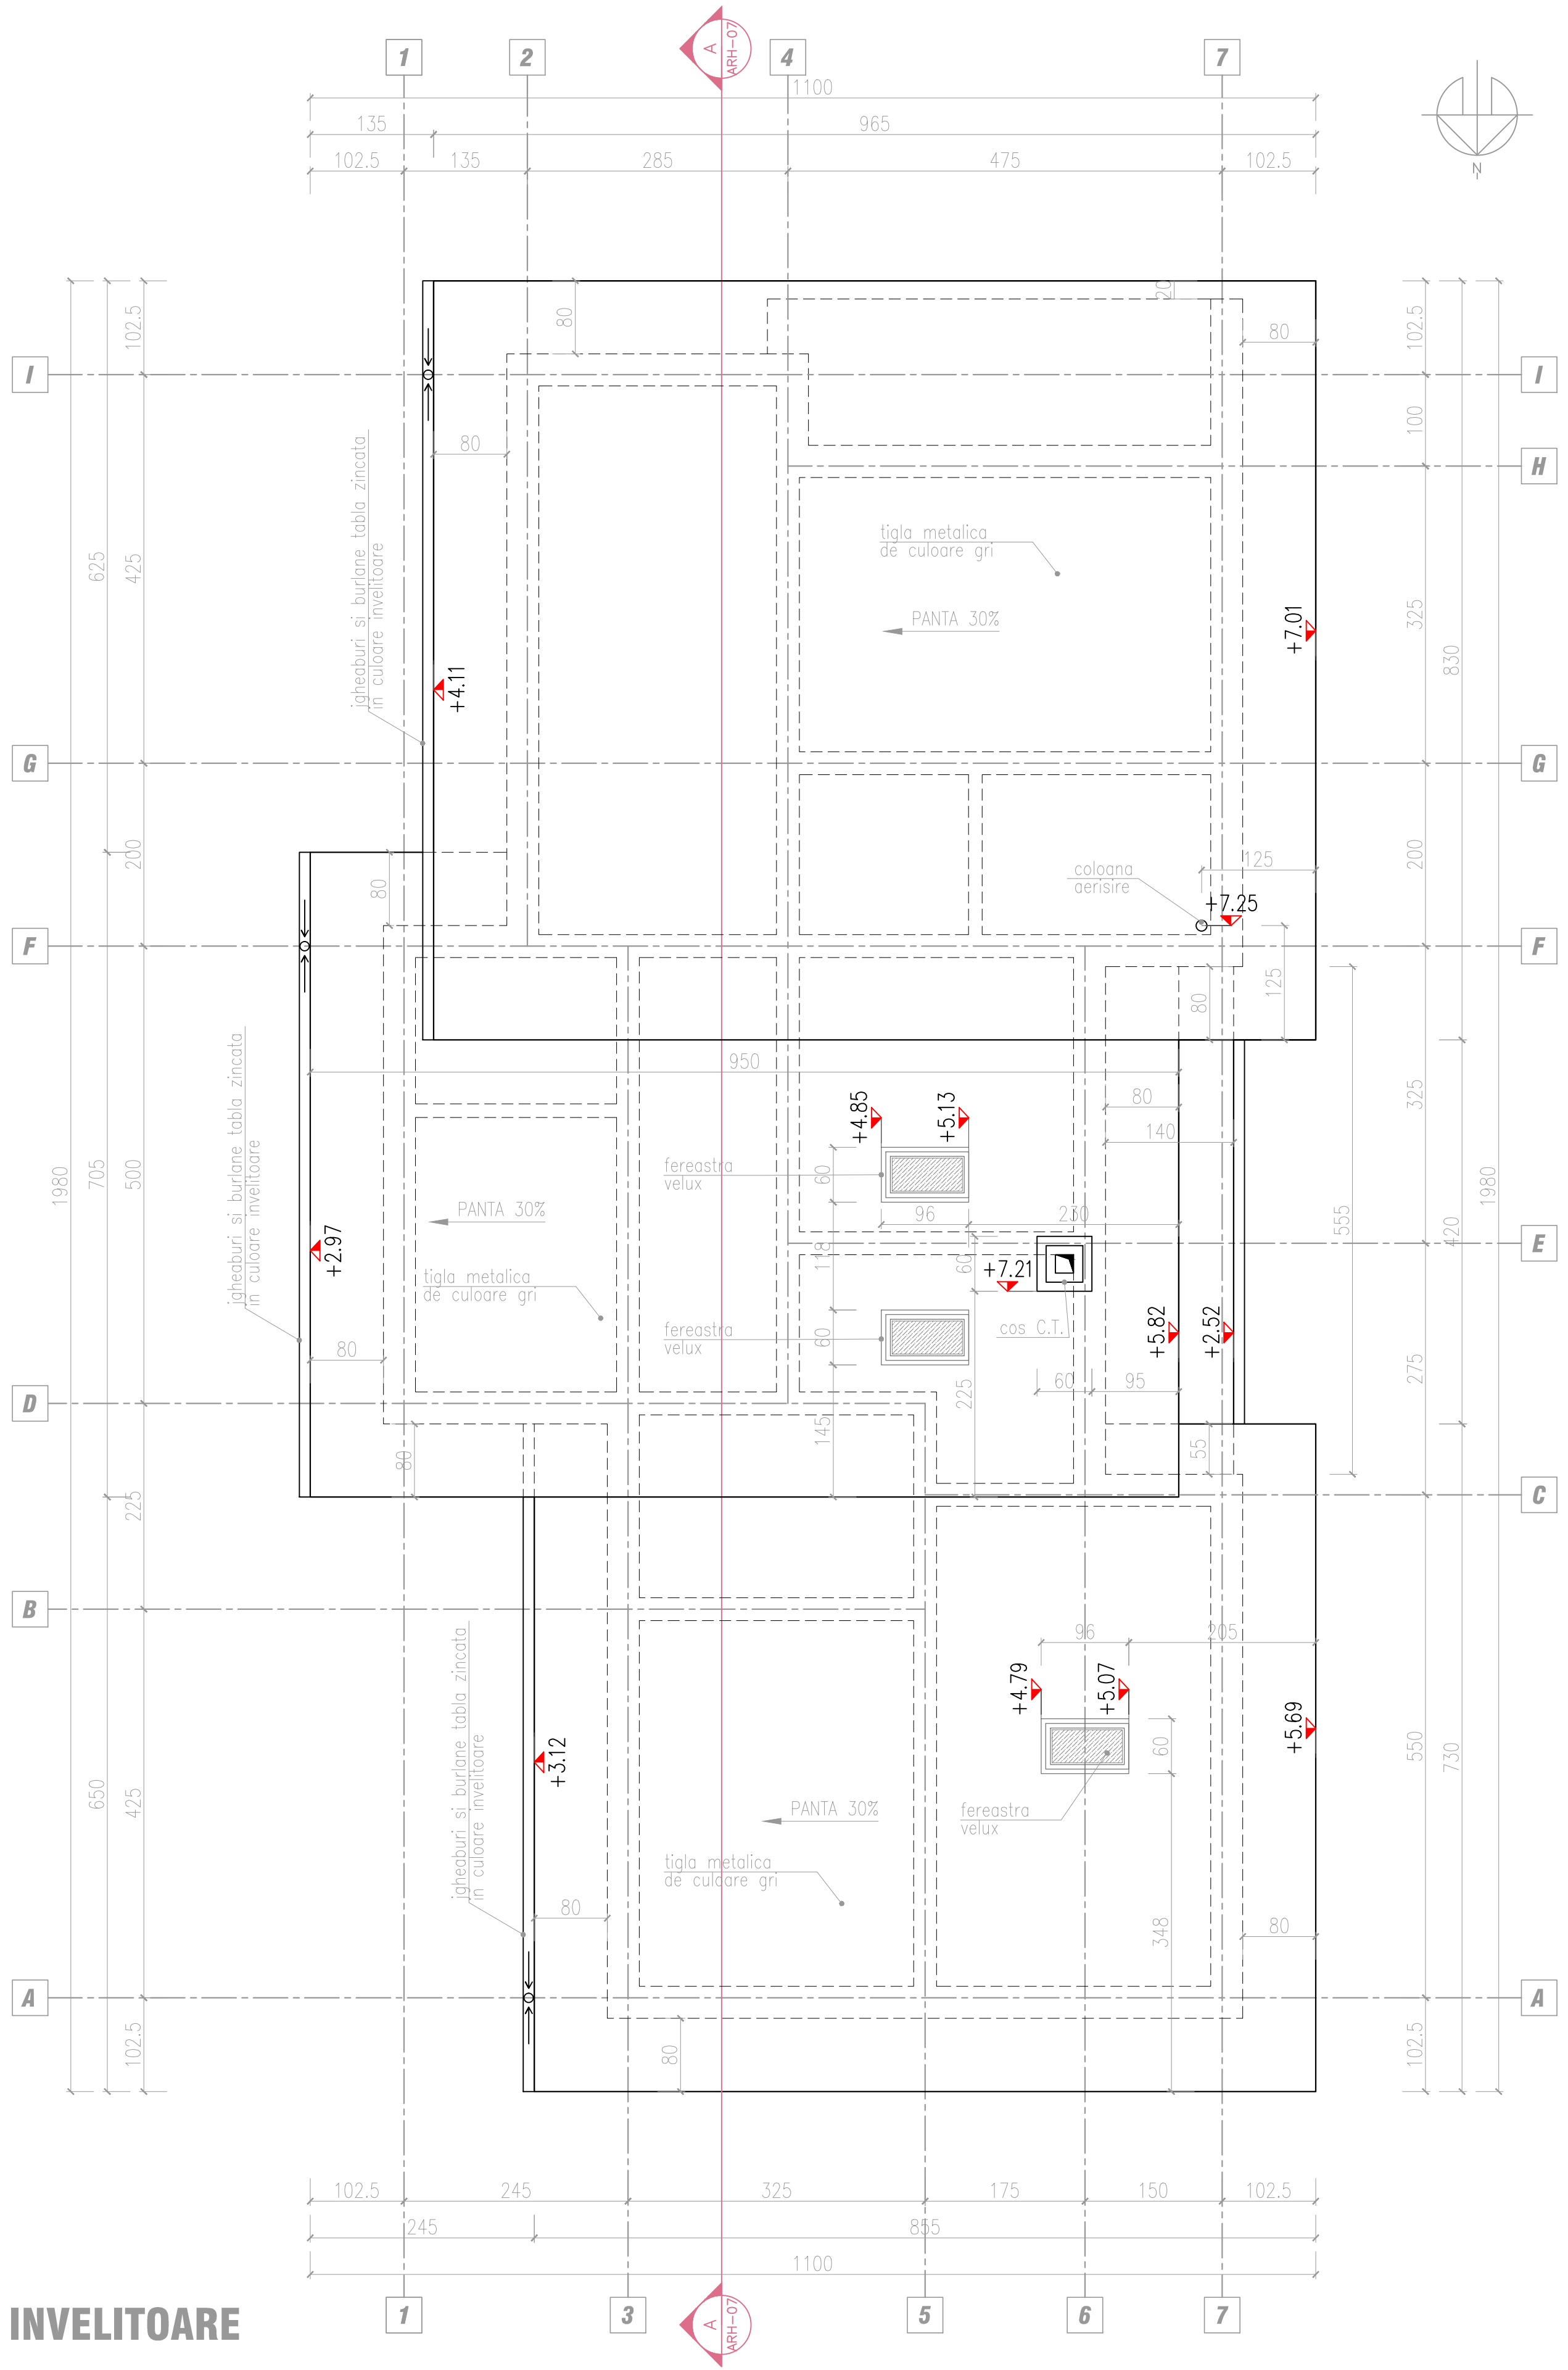 A
ARH-07
1
2
4
7
1100
135
965
102.5
135
285
475
102.5
N
102.5
80
20
80
102.5
I
I
100
80
H
igheaburi si burlane tabla zincata
in culoare invelitoare
tigla metalica
de culoare gri
625
425
325
PANTA 30%
+7.01
830
+4.11
G
G
200
200
80
coloana
aerisire
125
+7.25
F
F
80
125
950
igheaburi si burlane tabla zincata
in culoare invelitoare
+4.85
+5.13
80
325
140
1980
705
500
fereastra
velux
60
1980
PANTA 30%
96
230
555
420
+2.97
118
60
E
tigla metalica
de culoare gri
+7.21
fereastra
velux
60
cos C.T.
+5.82
+2.52
80
275
60
95
225
D
145
80
55
225
C
B
igheaburi si burlane tabla zincata
in culoare invelitoare
96
205
+4.79
+5.07
+3.12
+5.69
60
550
730
650
425
PANTA 30%
fereastra
velux
tigla metalica
de culoare gri
80
348
80
A
A
102.5
80
102.5
102.5
245
325
175
150
102.5
245
855
1100
1
3
A
ARH-07
5
6
7
INVELITOARE